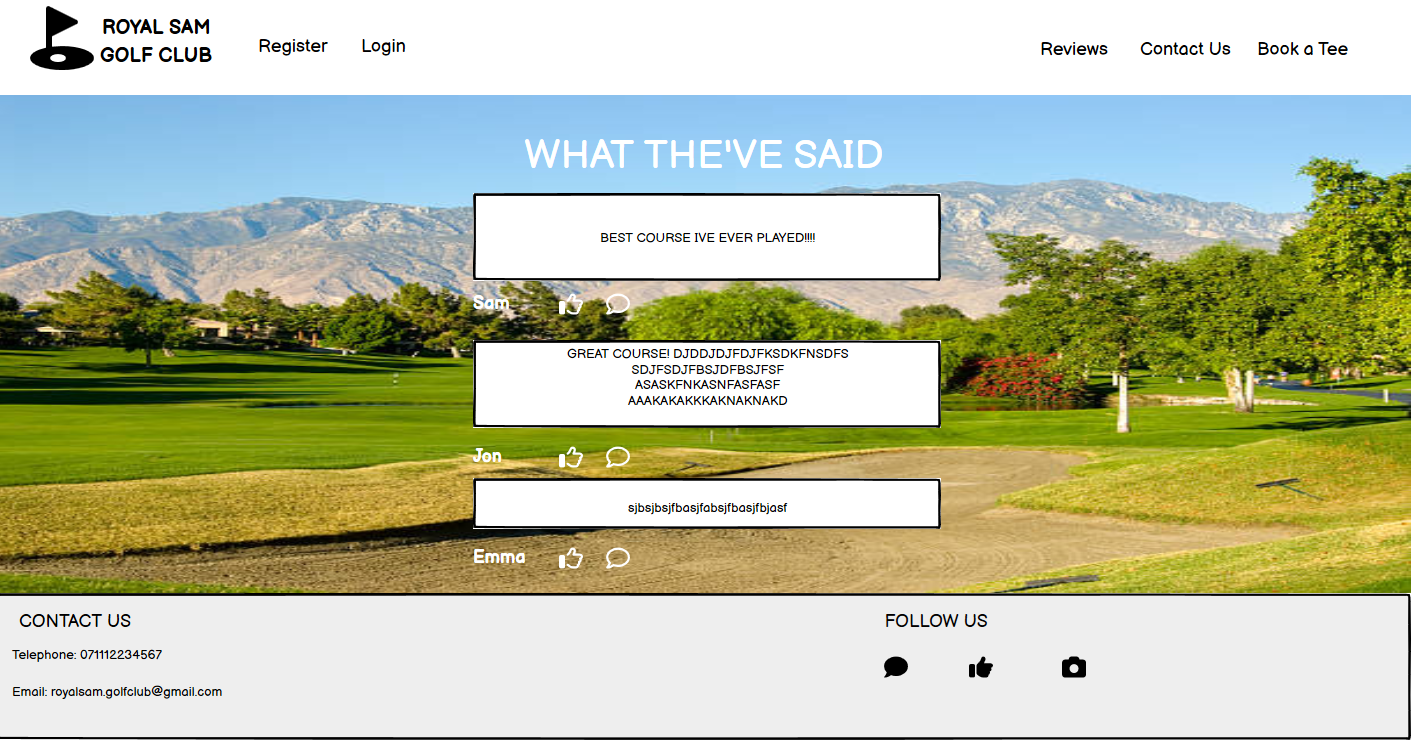 ROYAL SAM
GOLF CLUB
Register
Login
Reviews
Contact Us
Book a Tee
WHAT THE'VE SAID
BEST COURSE IVE EVER PLAYED!!!!
Sam
GREAT COURSE! DJDDJDJFDJFKSDKFNSDFS
SDJFSDJFBSJDFBSJFSF
ASASKFNKASNFASFASF
AAAKAKAKKKAKNAKNAKD
Jon
sjbsjbsjfbasjfabsjfbasjfbjasf
Emma
CONTACT US
Telephone: 071112234567
Email: royalsam.golfclub@gmail.com
FOLLOW US